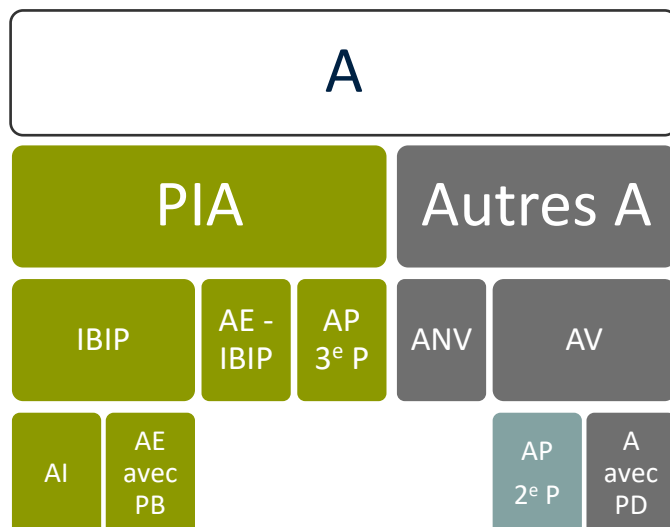 A
PIA
Autres A
IBIP
AE -
IBIP
AP
3ᵉ P
ANV
AV
AI
AE
avec
PB
AP
2ᵉ P
A
avec
PD